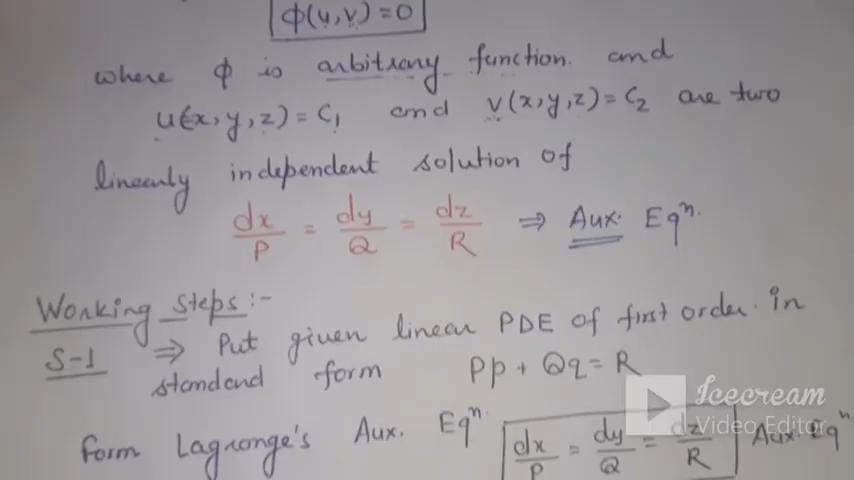 ϕ(u,v)=0
where ϕ is arbitrary function and
u(x,y,z)=C₁ and v(x,y,z)=C₂ are two
linearly independent solution of
dx/P = dy/Q = dz/R ⇒ Aux. Eqⁿ.
Working Steps:-
S-1 ⇒ Put given linear PDE of first order in
standard form Pp + Qq = R
form Lagrange's Aux. Eqⁿ. dx/P = dy/Q = dz/R Aux. Eqⁿ
Icecream
Video Editor